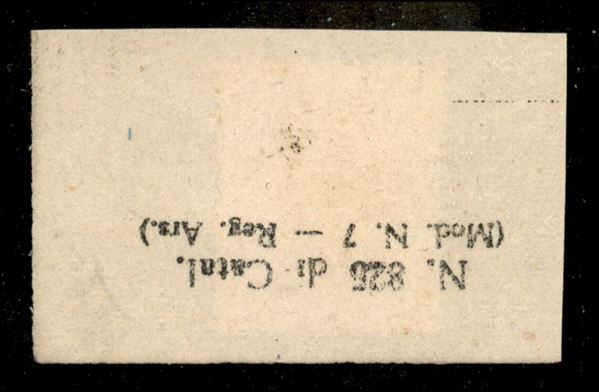 N. 825 di Catal.
(Mod. N. 7 — Reg. Ars.)